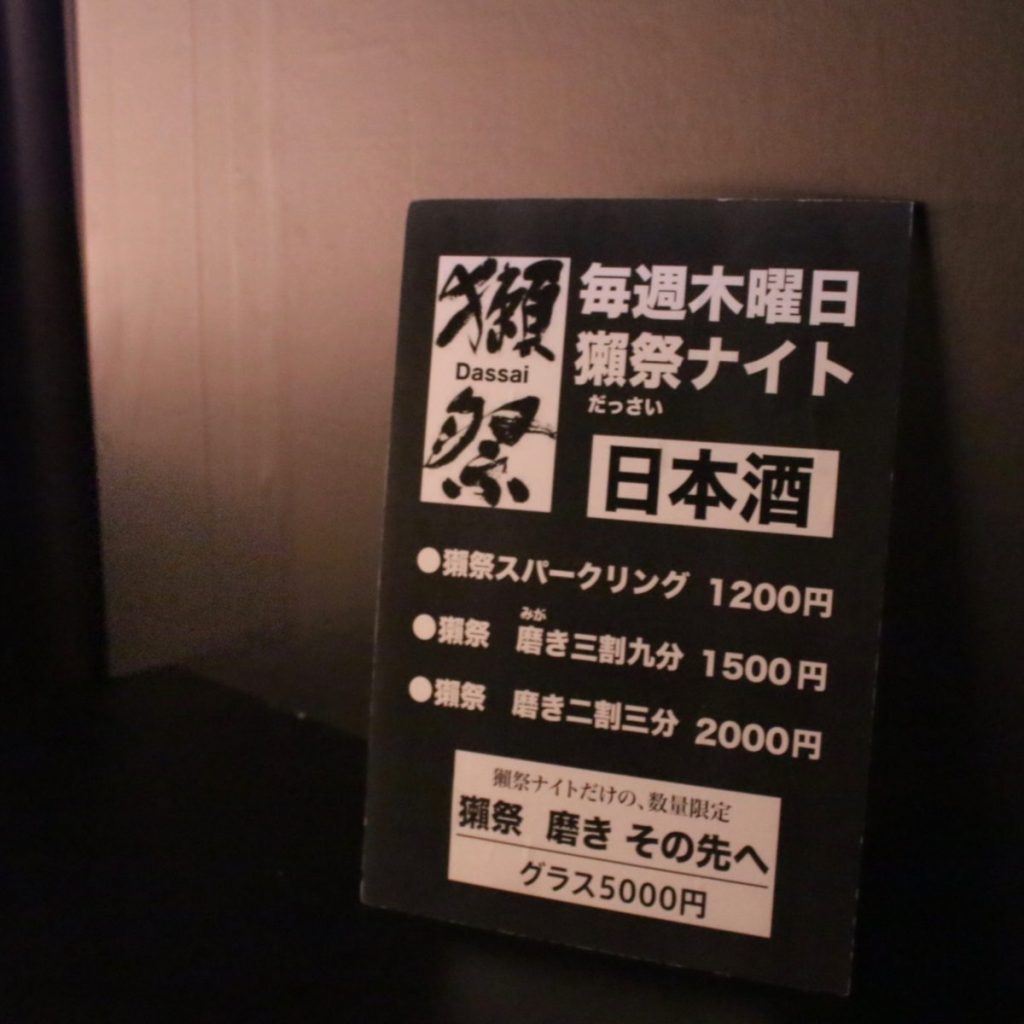 獺
Dassai
祭
毎週木曜日
獺祭ナイト
だっさい
日本酒
●獺祭スパークリング 1200円
みが
●獺祭 磨き三割九分 1500円
●獺祭 磨き二割三分 2000円
獺祭ナイトだけの、数量限定
獺祭 磨き その先へ
グラス5000円